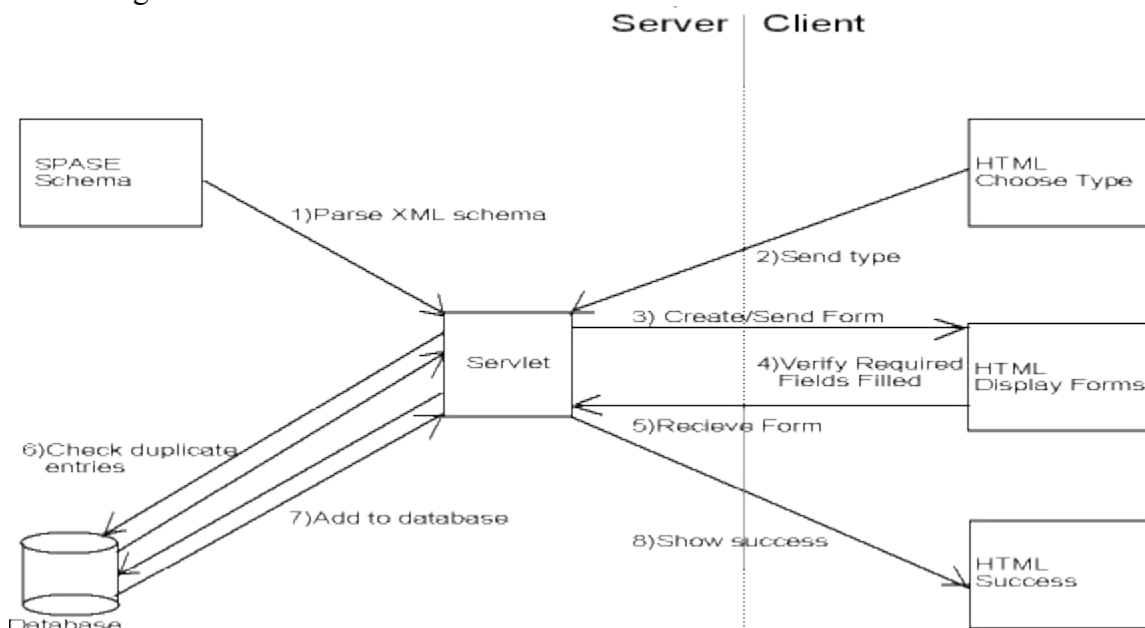 Server
Client
SPASE
Schema
HTML
Choose Type
1)Parse XML schema
2)Send type
3) Create/Send Form
Servlet
4)Verify Required
Fields Filled
HTML
Display Forms
5)Recieve Form
6)Check duplicate
entries
7)Add to database
8)Show success
HTML
Success
Database